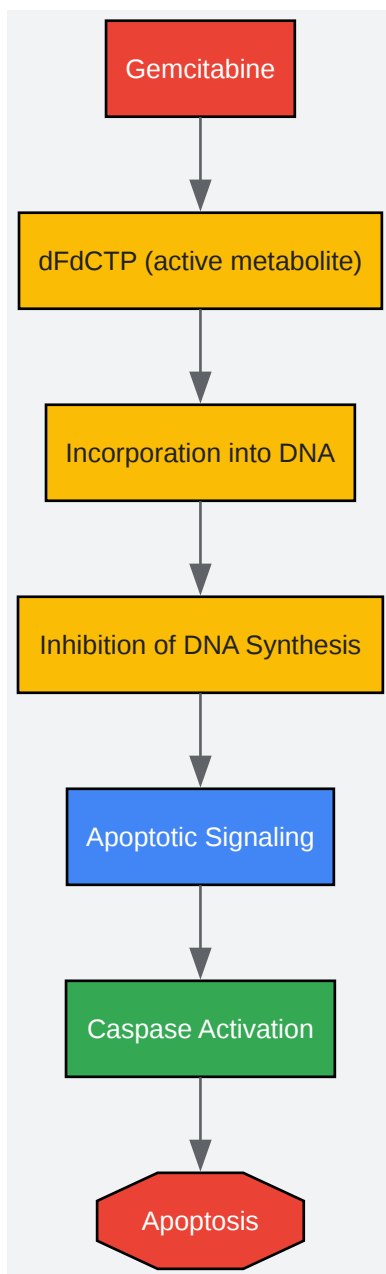 Gemcitabine
dFdCTP (active metabolite)
Incorporation into DNA
Inhibition of DNA Synthesis
Apoptotic Signaling
Caspase Activation
Apoptosis